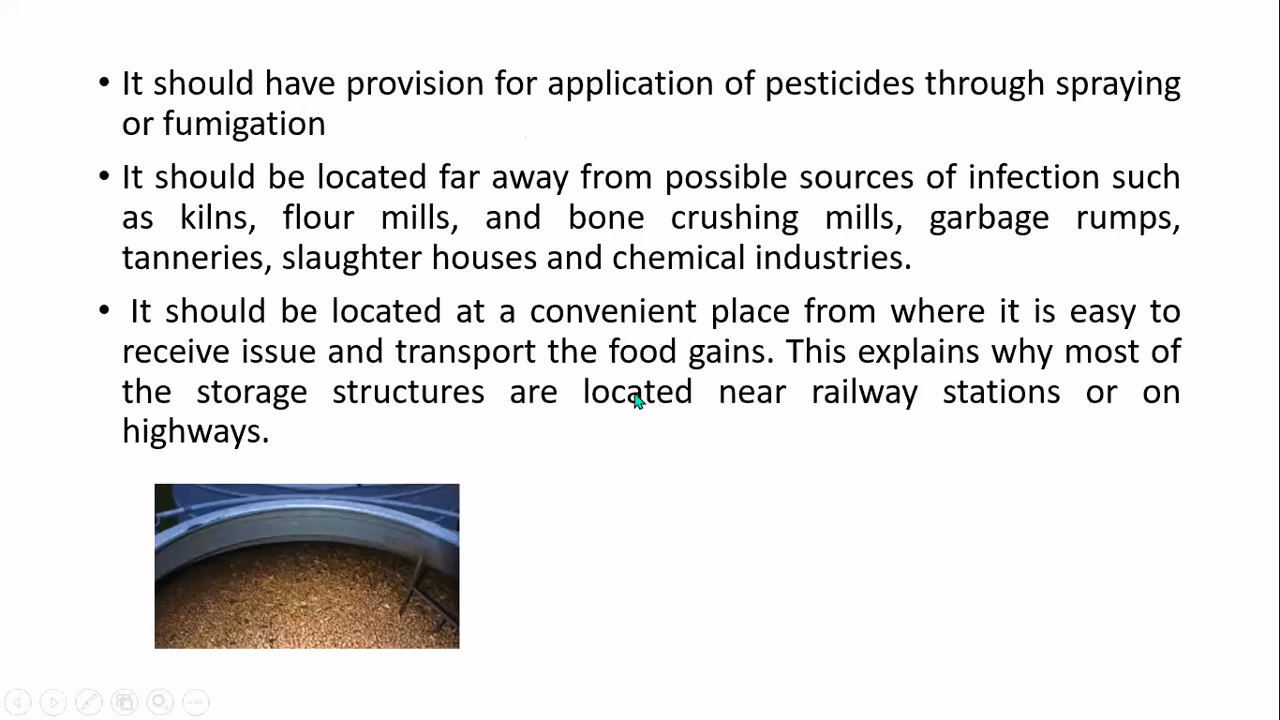 • It should have provision for application of pesticides through spraying
or fumigation
• It should be located far away from possible sources of infection such
as kilns, flour mills, and bone crushing mills, garbage rumps,
tanneries, slaughter houses and chemical industries.
• It should be located at a convenient place from where it is easy to
receive issue and transport the food gains. This explains why most of
the storage structures are located near railway stations or on
highways.